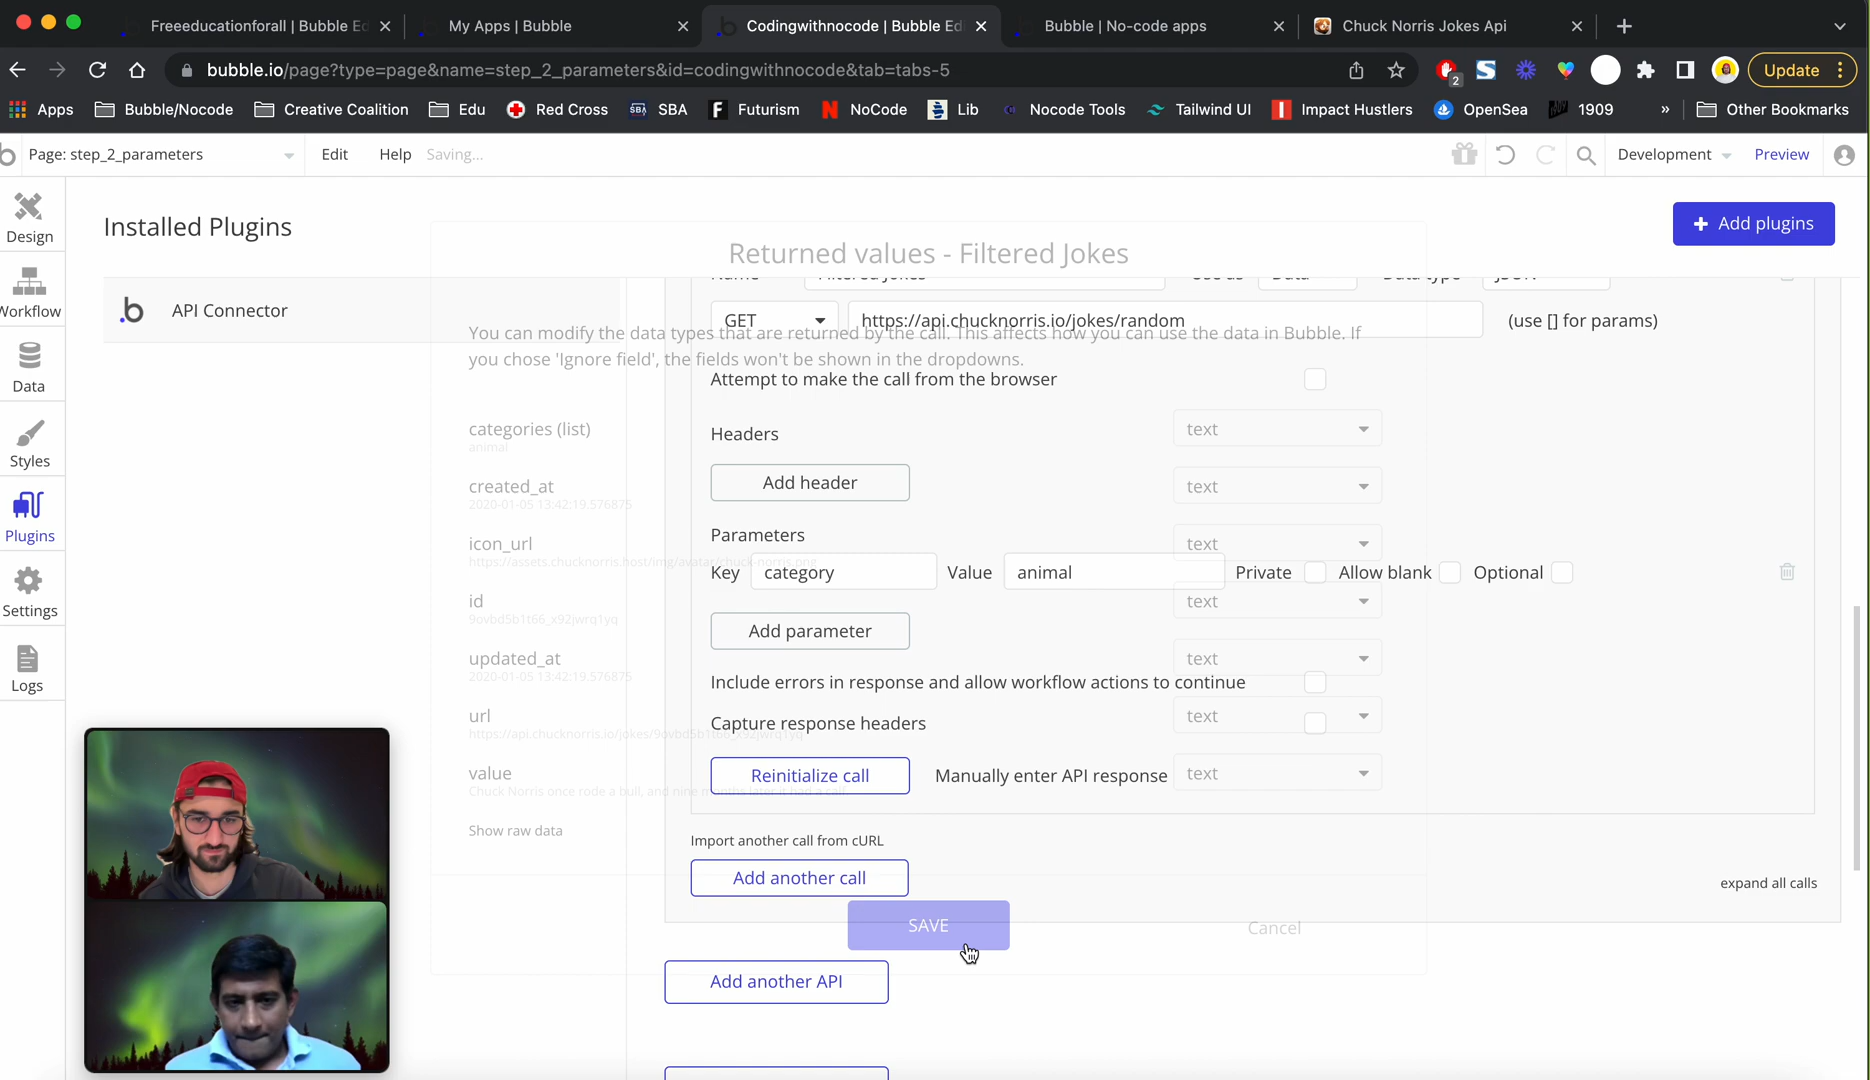 Freeeducationforall | Bubble Ed
My Apps | Bubble
Codingwithnocode | Bubble Edi
Bubble | No-code apps
Chuck Norris Jokes Api
bubble.io/page?type=page&name=step_2_parameters&id=codingwithnocode&tab=tabs-5
2
Update
Apps
Bubble/Nocode
Creative Coalition
Edu
Red Cross
SBA
SBA
Futurism
NoCode
Lib
Nocode Tools
Tailwind UI
Impact Hustlers
OpenSea
1909
»
Other Bookmarks
Page: step_2_parameters
Edit
Help
Saving...
Development
Preview
Design
Workflow
Data
Styles
Plugins
Settings
Logs
Installed Plugins
Add plugins
API Connector
Returned values - Filtered Jokes
You can modify the data types that are returned by the call. This affects how you can use the data in Bubble. If
you chose 'Ignore field', the fields won't be shown in the dropdowns.
Name
Filtered Jokes
Use as
Data
Data type
JSON
GET
https://api.chucknorris.io/jokes/random
(use [] for params)
Attempt to make the call from the browser
categories (list)
animal
text
Headers
created_at
2020-01-05 13:42:19.576875
text
Add header
icon_url
https://assets.chucknorris.host/img/avatar/chuck-norris.png
text
Parameters
Key
category
Value
animal
Private
Allow blank
Optional
id
9ovbd5b1t66_x92jwrq1yq
text
Add parameter
updated_at
2020-01-05 13:42:19.576875
text
Include errors in response and allow workflow actions to continue
url
https://api.chucknorris.io/jokes/9ovbd5b1t66_x92jwrq1yq
text
Capture response headers
value
Chuck Norris once rode a bull, and nine months later it had a calf.
text
Reinitialize call
Manually enter API response
Show raw data
Import another call from cURL
Add another call
expand all calls
SAVE
Cancel
Add another API